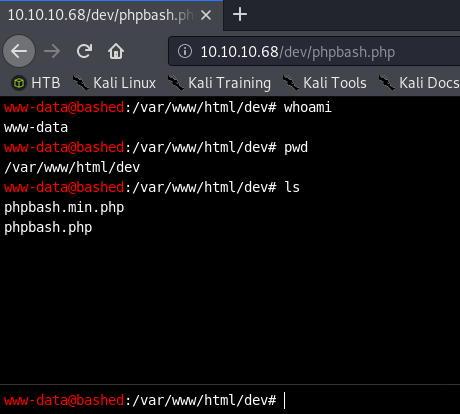 10.10.10.68/dev/phpbash.ph
10.10.10.68/dev/phpbash.php
HTB Kali Linux Kali Training Kali Tools Kali Docs
www-data@bashed:/var/www/html/dev# whoami
www-data
www-data@bashed:/var/www/html/dev# pwd
/var/www/html/dev
www-data@bashed:/var/www/html/dev# ls
phpbash.min.php
phpbash.php
www-data@bashed:/var/www/html/dev#